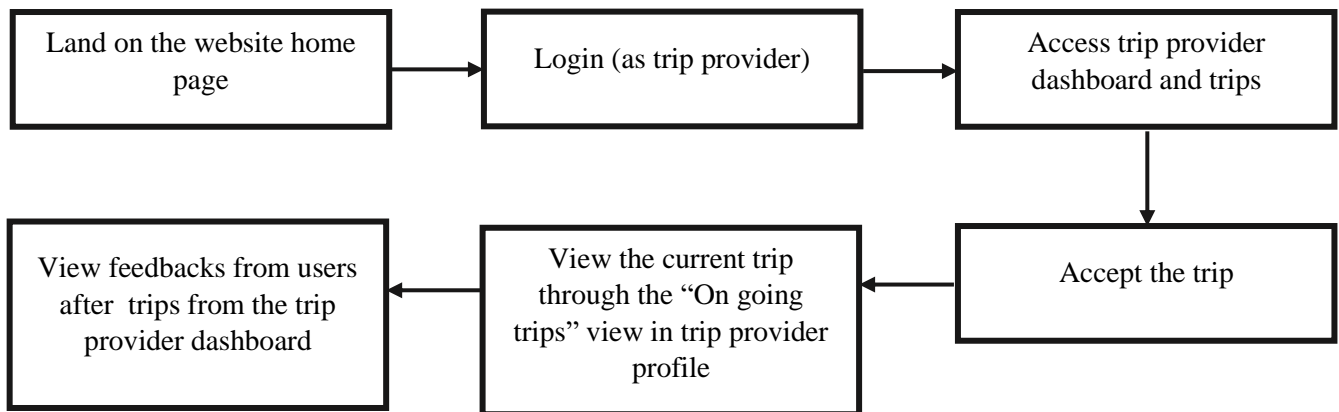 Land on the website home
page
Login (as trip provider)
Access trip provider
dashboard and trips
Accept the trip
View the current trip
through the “On going
trips” view in trip provider
profile
View feedbacks from users
after trips from the trip
provider dashboard